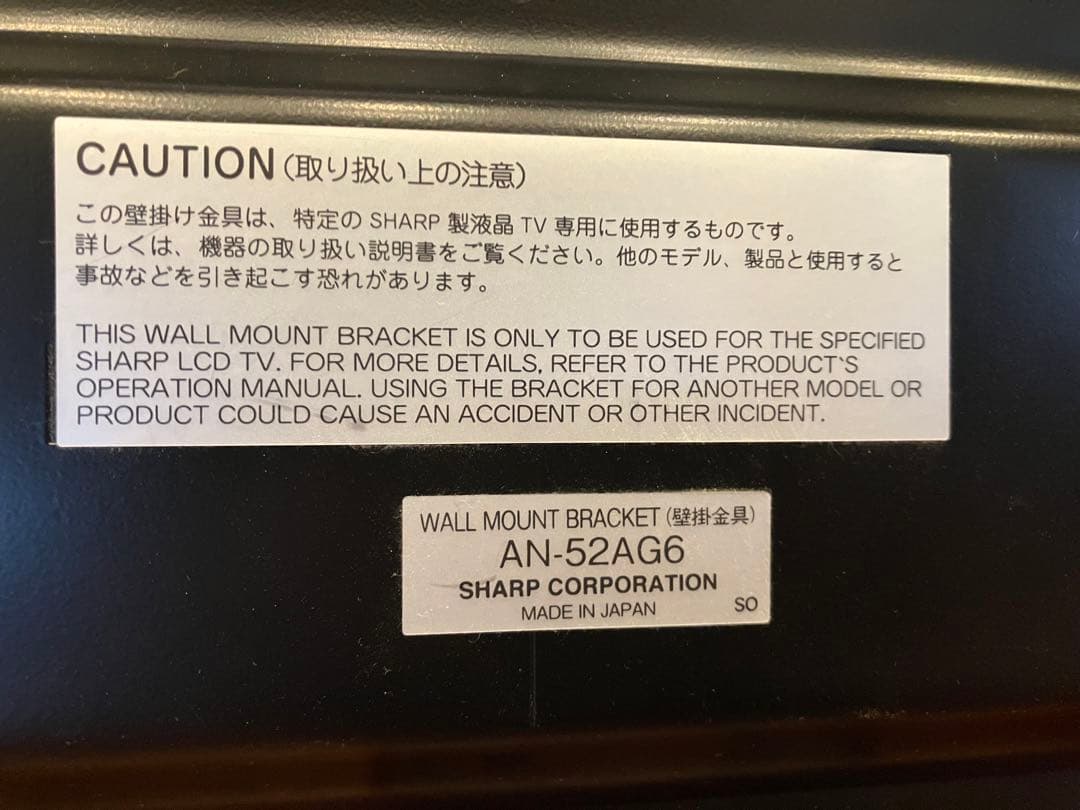 CAUTION（取り扱い上の注意）
この壁掛け金具は、特定の SHARP 製液晶 TV 専用に使用するものです。
詳しくは、機器の取り扱い説明書をご覧ください。他のモデル、製品と使用すると
事故などを引き起こす恐れがあります。
THIS WALL MOUNT BRACKET IS ONLY TO BE USED FOR THE SPECIFIED
SHARP LCD TV. FOR MORE DETAILS, REFER TO THE PRODUCT`S
OPERATION MANUAL. USING THE BRACKET FOR ANOTHER MODEL OR
PRODUCT COULD CAUSE AN ACCIDENT OR OTHER INCIDENT.
WALL MOUNT BRACKET（壁掛金具）
AN-52AG6
SHARP CORPORATION
MADE IN JAPAN SO